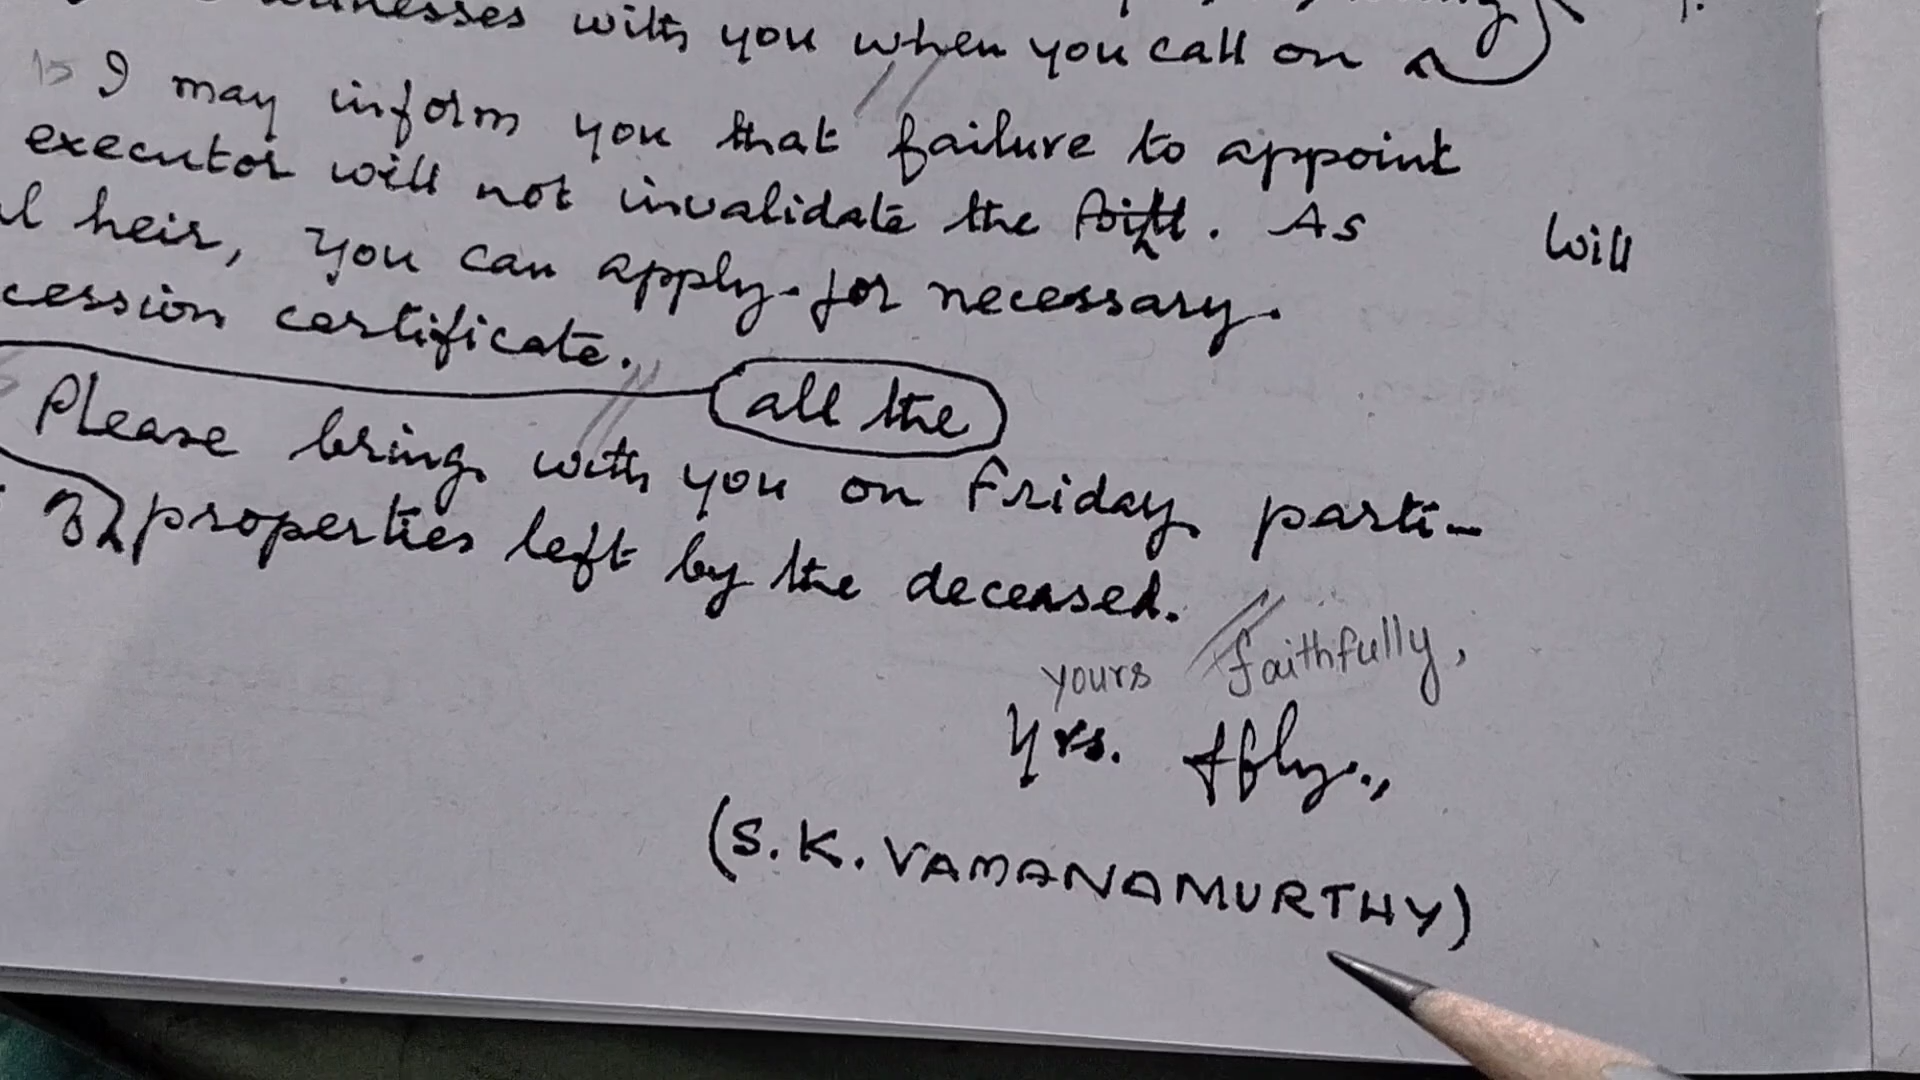 witnesses with you when you call on
I may inform you that failure to appoint
executor will not invalidate the . As will
heir, you can apply for necessary.
cession certificate.
all the
Please bring with you on Friday parti-
properties left by the deceased.
yours faithfully,
Yrs. ffly.,
(S.K. VAMANAMURTHY)